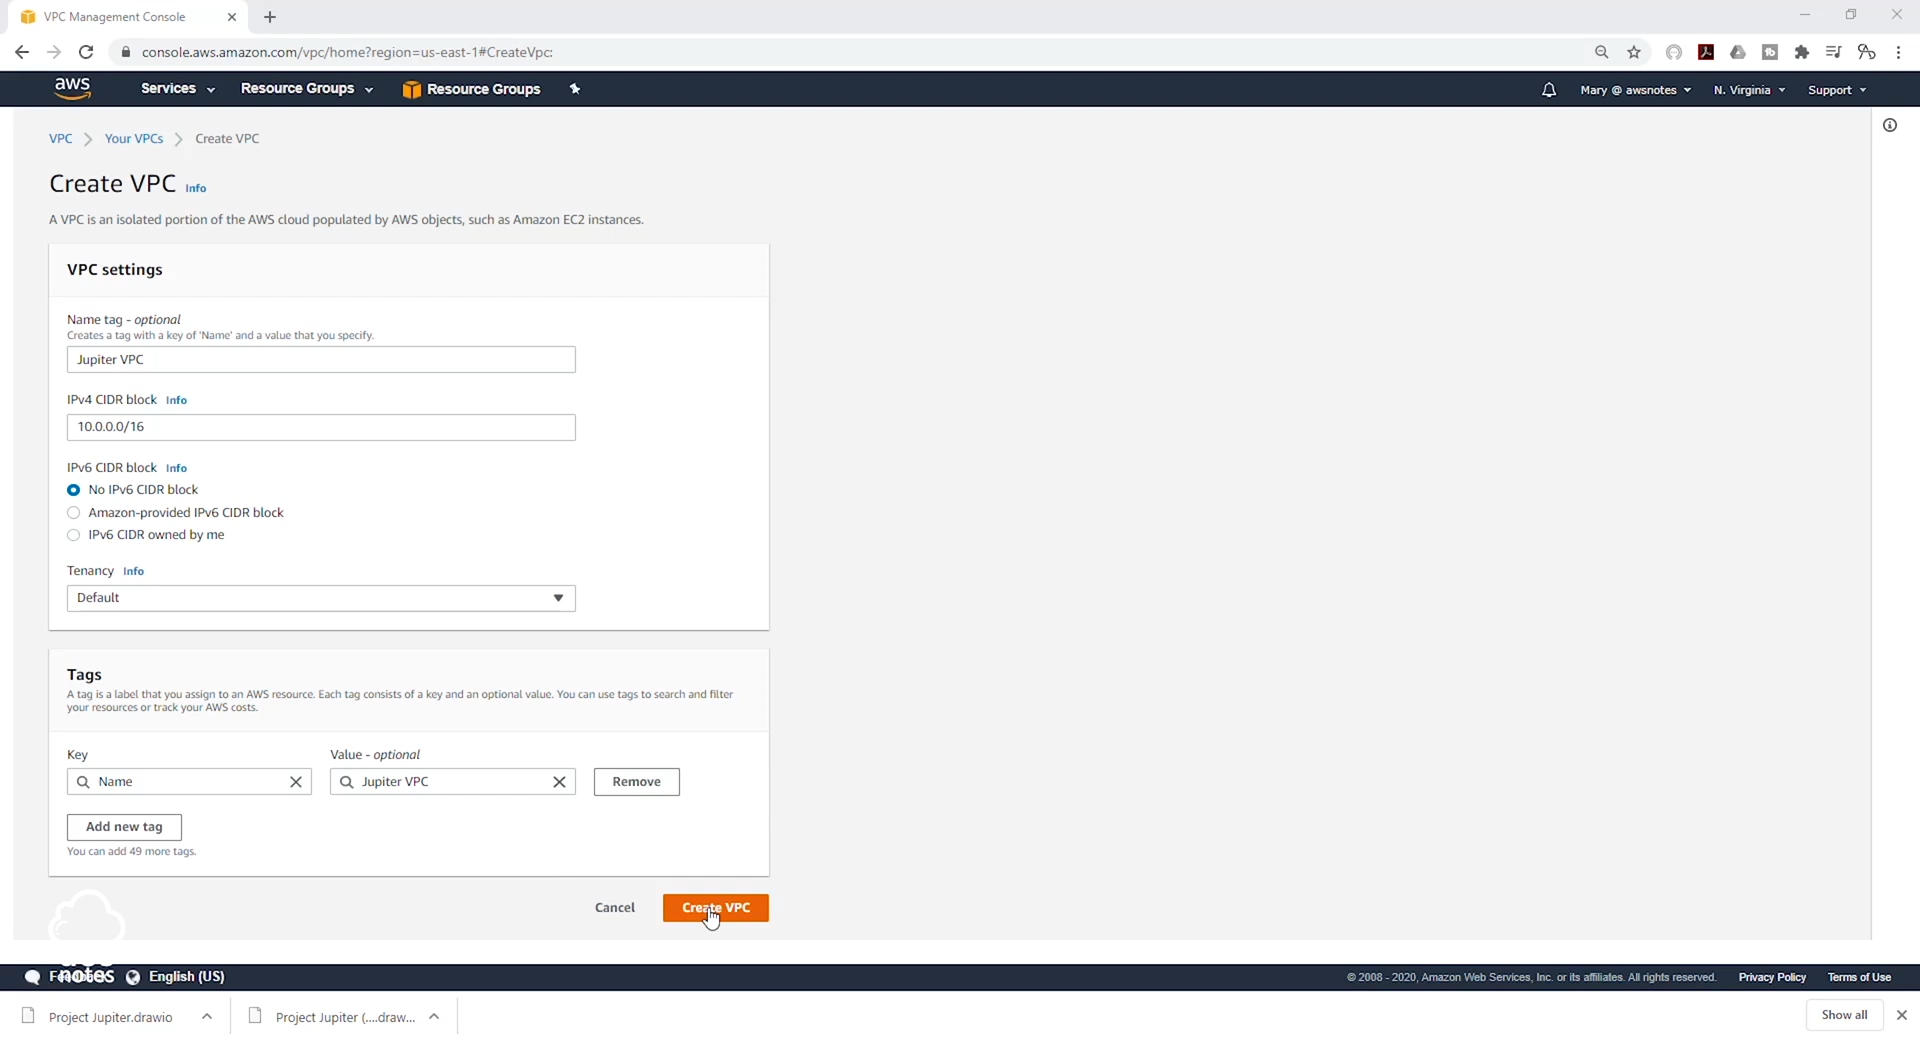 VPC Management Console
console.aws.amazon.com/vpc/home?region=us-east-1#CreateVpc:
aws Services Resource Groups Resource Groups Mary @ awsnotes N. Virginia Support
VPC Your VPCs Create VPC
Create VPC Info
A VPC is an isolated portion of the AWS cloud populated by AWS objects, such as Amazon EC2 instances.
VPC settings
Name tag - optional
Creates a tag with a key of 'Name' and a value that you specify.
Jupiter VPC
IPv4 CIDR block Info
10.0.0.0/16
IPv6 CIDR block Info
No IPv6 CIDR block
Amazon-provided IPv6 CIDR block
IPv6 CIDR owned by me
Tenancy Info
Default
Tags
A tag is a label that you assign to an AWS resource. Each tag consists of a key and an optional value. You can use tags to search and filter
your resources or track your AWS costs.
Key Value - optional
Name Jupiter VPC Remove
Add new tag
You can add 49 more tags.
Cancel Create VPC
notes English (US) © 2008 - 2020, Amazon Web Services, Inc. or its affiliates. All rights reserved. Privacy Policy Terms of Use
Project Jupiter.drawio Project Jupiter (....draw... Show all